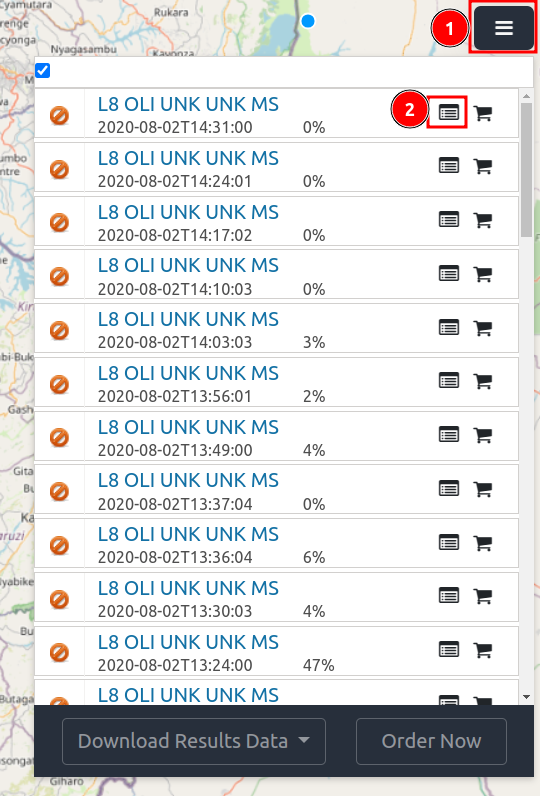 Cyamutara
Rukara
cyonga
Nyagasambu
Kavonza
1
L8 OLI UNK UNK MS
2020-08-02T14:31:00 0%
2
L8 OLI UNK UNK MS
2020-08-02T14:24:01 0%
L8 OLI UNK UNK MS
2020-08-02T14:17:02 0%
L8 OLI UNK UNK MS
2020-08-02T14:10:03 0%
L8 OLI UNK UNK MS
2020-08-02T14:03:03 3%
L8 OLI UNK UNK MS
2020-08-02T13:56:01 2%
L8 OLI UNK UNK MS
2020-08-02T13:49:00 4%
L8 OLI UNK UNK MS
2020-08-02T13:37:04 0%
L8 OLI UNK UNK MS
2020-08-02T13:36:04 6%
L8 OLI UNK UNK MS
2020-08-02T13:30:03 4%
L8 OLI UNK UNK MS
2020-08-02T13:24:00 47%
L8 OLI UNK UNK MS
Download Results Data
Order Now
Giharo